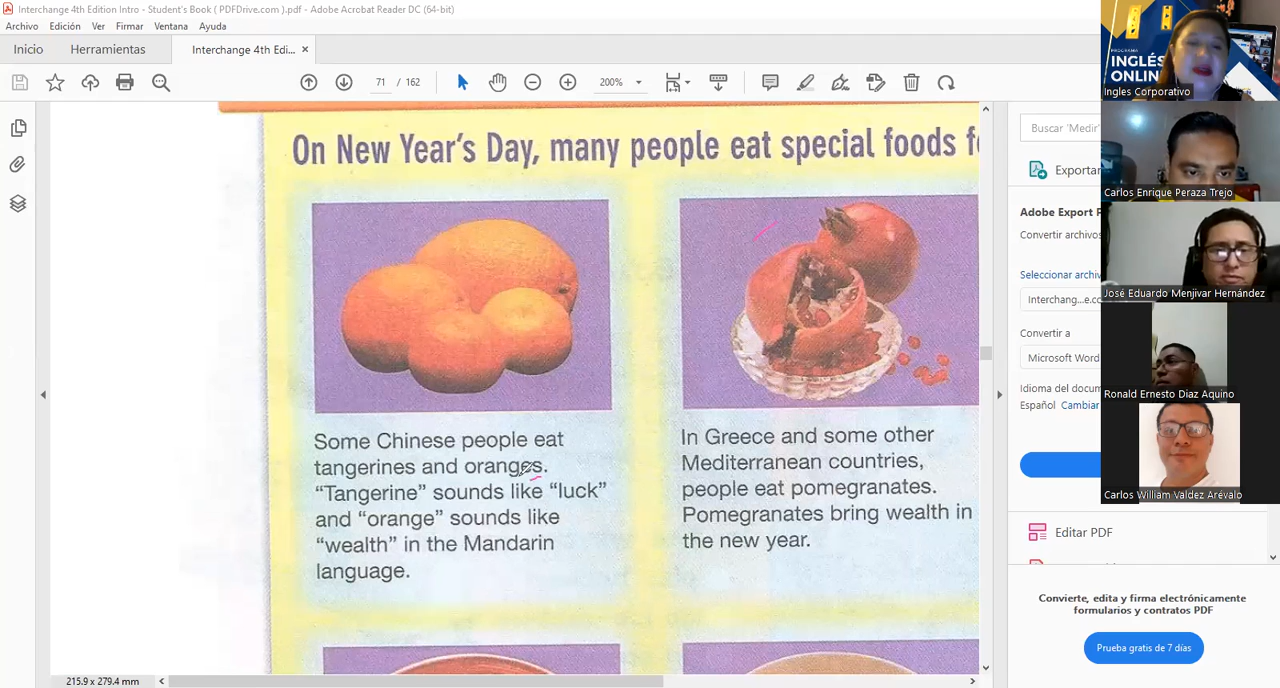 Interchange 4th Edition Intro - Student's Book ( PDFDrive.com ).pdf - Adobe Acrobat Reader DC (64-bit)
Archivo Edición Ver Firmar Ventana Ayuda
Inicio Herramientas Interchange 4th Edi... ×
71 / 162 200%
On New Year's Day, many people eat special foods f
Some Chinese people eat
tangerines and oranges.
"Tangerine" sounds like "luck"
and "orange" sounds like
"wealth" in the Mandarin
language.
In Greece and some other
Mediterranean countries,
people eat pomegranates.
Pomegranates bring wealth in
the new year.
215.9 x 279.4 mm
Buscar 'Medir'
Exportar
Adobe Export P
Convertir archivos
Seleccionar archiv
Interchang...e.co
Convertir a
Microsoft Word
Idioma del docum
Español Cambiar
Editar PDF
Convierte, edita y firma electrónicamente
formularios y contratos PDF
Prueba gratis de 7 días
PROGRAMA
INGLÉS
ONLIN
Ingles Corporativo
Carlos Enrique Peraza Trejo
José Eduardo Menjivar Hernández
Ronald Ernesto Diaz Aquino
Carlos William Valdez Arévalo